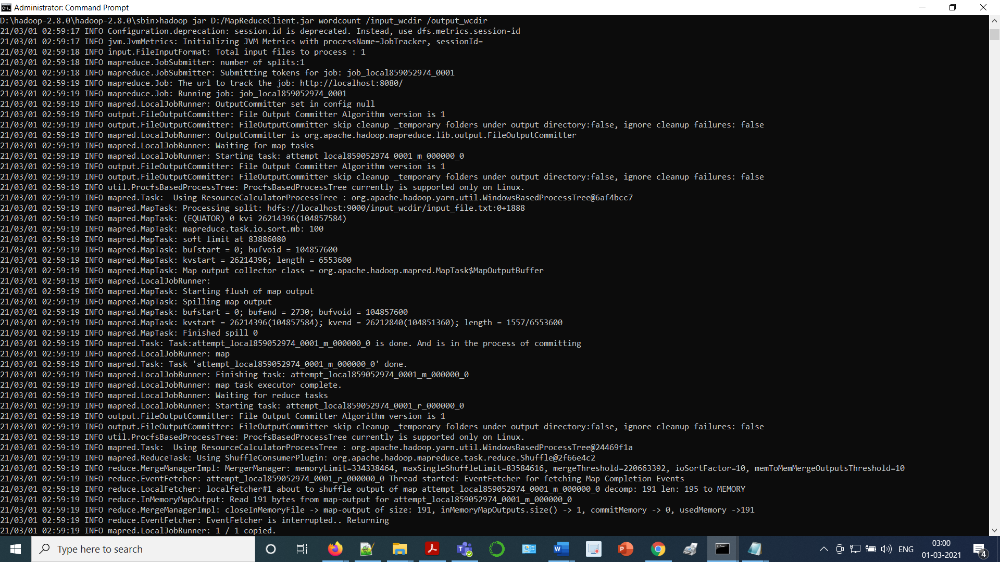 Administrator: Command Prompt
D:\hadoop-2.8.0\hadoop-2.8.0\sbin>hadoop jar D:/MapReduceClient.jar wordcount /input_wcdir /output_wcdir
21/03/01 02:59:17 INFO Configuration.deprecation: session.id is deprecated. Instead, use dfs.metrics.session-id
21/03/01 02:59:17 INFO jvm.JvmMetrics: Initializing JVM Metrics with processName=JobTracker, sessionId=
21/03/01 02:59:18 INFO input.FileInputFormat: Total input files to process : 1
21/03/01 02:59:18 INFO mapreduce.JobSubmitter: number of splits:1
21/03/01 02:59:18 INFO mapreduce.JobSubmitter: Submitting tokens for job: job_local859052974_0001
21/03/01 02:59:19 INFO mapreduce.Job: The url to track the job: http://localhost:8080/
21/03/01 02:59:19 INFO mapreduce.Job: Running job: job_local859052974_0001
21/03/01 02:59:19 INFO mapred.LocalJobRunner: OutputCommitter set in config null
21/03/01 02:59:19 INFO output.FileOutputCommitter: File Output Committer Algorithm version is 1
21/03/01 02:59:19 INFO output.FileOutputCommitter: FileOutputCommitter skip cleanup _temporary folders under output directory:false, ignore cleanup failures: false
21/03/01 02:59:19 INFO mapred.LocalJobRunner: OutputCommitter is org.apache.hadoop.mapreduce.lib.output.FileOutputCommitter
21/03/01 02:59:19 INFO mapred.LocalJobRunner: Waiting for map tasks
21/03/01 02:59:19 INFO mapred.LocalJobRunner: Starting task: attempt_local859052974_0001_m_000000_0
21/03/01 02:59:19 INFO output.FileOutputCommitter: File Output Committer Algorithm version is 1
21/03/01 02:59:19 INFO output.FileOutputCommitter: FileOutputCommitter skip cleanup _temporary folders under output directory:false, ignore cleanup failures: false
21/03/01 02:59:19 INFO util.ProcfsBasedProcessTree: ProcfsBasedProcessTree currently is supported only on Linux.
21/03/01 02:59:19 INFO mapred.Task:  Using ResourceCalculatorProcessTree : org.apache.hadoop.yarn.util.WindowsBasedProcessTree@6af4bcc7
21/03/01 02:59:19 INFO mapred.MapTask: Processing split: hdfs://localhost:9000/input_wcdir/input_file.txt:0+1888
21/03/01 02:59:19 INFO mapred.MapTask: (EQUATOR) 0 kvi 26214396(104857584)
21/03/01 02:59:19 INFO mapred.MapTask: mapreduce.task.io.sort.mb: 100
21/03/01 02:59:19 INFO mapred.MapTask: soft limit at 83886080
21/03/01 02:59:19 INFO mapred.MapTask: bufstart = 0; bufvoid = 104857600
21/03/01 02:59:19 INFO mapred.MapTask: kvstart = 26214396; length = 6553600
21/03/01 02:59:19 INFO mapred.MapTask: Map output collector class = org.apache.hadoop.mapred.MapTask$MapOutputBuffer
21/03/01 02:59:19 INFO mapred.LocalJobRunner:
21/03/01 02:59:19 INFO mapred.MapTask: Starting flush of map output
21/03/01 02:59:19 INFO mapred.MapTask: Spilling map output
21/03/01 02:59:19 INFO mapred.MapTask: bufstart = 0; bufend = 2730; bufvoid = 104857600
21/03/01 02:59:19 INFO mapred.MapTask: kvstart = 26214396(104857584); kvend = 26212840(104851360); length = 1557/6553600
21/03/01 02:59:19 INFO mapred.MapTask: Finished spill 0
21/03/01 02:59:19 INFO mapred.Task: Task:attempt_local859052974_0001_m_000000_0 is done. And is in the process of committing
21/03/01 02:59:19 INFO mapred.LocalJobRunner: map
21/03/01 02:59:19 INFO mapred.Task: Task 'attempt_local859052974_0001_m_000000_0' done.
21/03/01 02:59:19 INFO mapred.LocalJobRunner: Finishing task: attempt_local859052974_0001_m_000000_0
21/03/01 02:59:19 INFO mapred.LocalJobRunner: map task executor complete.
21/03/01 02:59:19 INFO mapred.LocalJobRunner: Waiting for reduce tasks
21/03/01 02:59:19 INFO mapred.LocalJobRunner: Starting task: attempt_local859052974_0001_r_000000_0
21/03/01 02:59:19 INFO output.FileOutputCommitter: File Output Committer Algorithm version is 1
21/03/01 02:59:19 INFO output.FileOutputCommitter: FileOutputCommitter skip cleanup _temporary folders under output directory:false, ignore cleanup failures: false
21/03/01 02:59:19 INFO util.ProcfsBasedProcessTree: ProcfsBasedProcessTree currently is supported only on Linux.
21/03/01 02:59:19 INFO mapred.Task:  Using ResourceCalculatorProcessTree : org.apache.hadoop.yarn.util.WindowsBasedProcessTree@24469f1a
21/03/01 02:59:19 INFO mapred.ReduceTask: Using ShuffleConsumerPlugin: org.apache.hadoop.mapreduce.task.reduce.Shuffle@2f66e4c2
21/03/01 02:59:19 INFO reduce.MergeManagerImpl: MergerManager: memoryLimit=334338464, maxSingleShuffleLimit=83584616, mergeThreshold=220663392, ioSortFactor=10, memToMemMergeOutputsThreshold=10
21/03/01 02:59:19 INFO reduce.EventFetcher: attempt_local859052974_0001_r_000000_0 Thread started: EventFetcher for fetching Map Completion Events
21/03/01 02:59:19 INFO reduce.LocalFetcher: localfetcher#1 about to shuffle output of map attempt_local859052974_0001_m_000000_0 decomp: 191 len: 195 to MEMORY
21/03/01 02:59:19 INFO reduce.InMemoryMapOutput: Read 191 bytes from map-output for attempt_local859052974_0001_m_000000_0
21/03/01 02:59:19 INFO reduce.MergeManagerImpl: closeInMemoryFile -> map-output of size: 191, inMemoryMapOutputs.size() -> 1, commitMemory -> 0, usedMemory ->191
21/03/01 02:59:19 INFO reduce.EventFetcher: EventFetcher is interrupted.. Returning
21/03/01 02:59:19 INFO mapred.LocalJobRunner: 1 / 1 copied.
Type here to search
ENG
03:00
01-03-2021
4